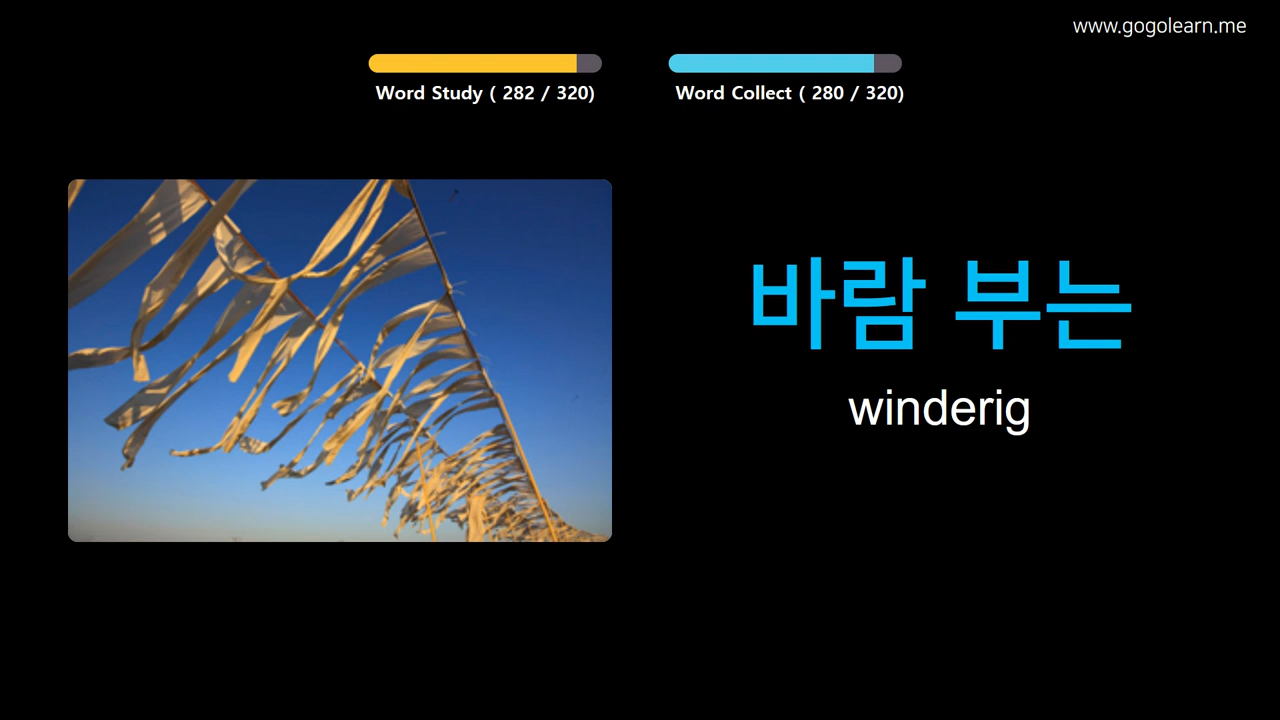 www.gogolearn.me
Word Study ( 282 / 320)
Word Collect ( 280 / 320)
바람 부는
winderig